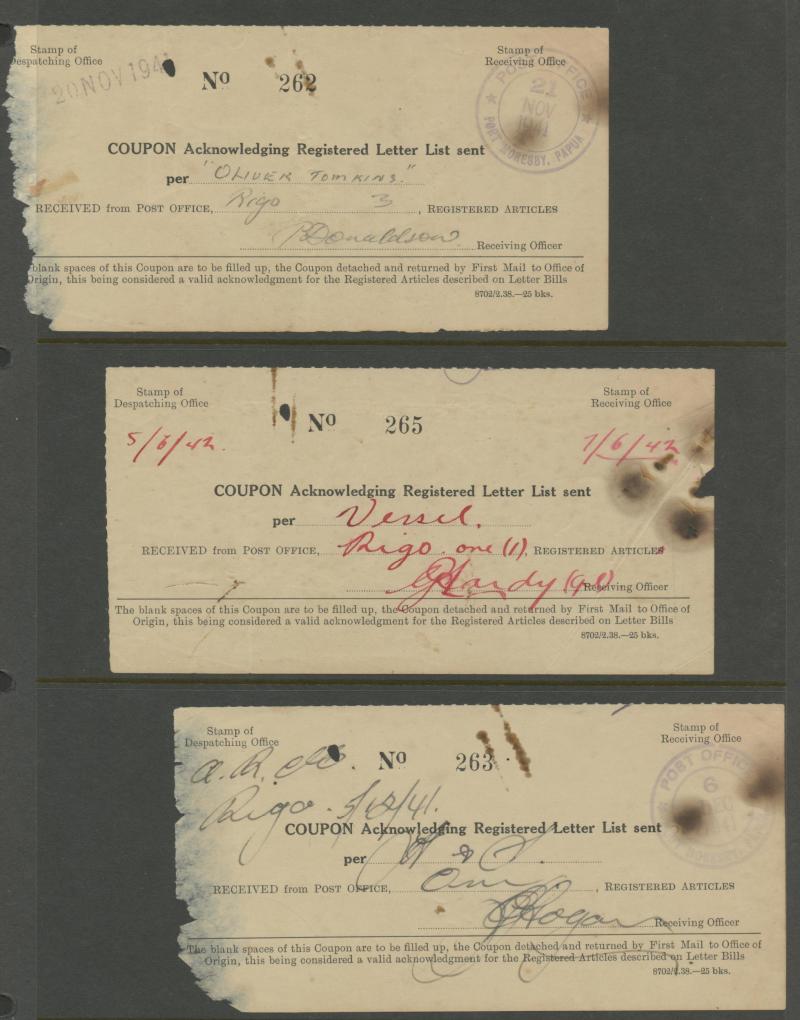 Stamp of
Despatching Office
Stamp of
Receiving Office
20 NOV 194
No 262
POST OFFICE
21
NOV
1941
PORT MORESBY, PAPUA
COUPON Acknowledging Registered Letter List sent
per "OLIVER TOMKINS."
RECEIVED from POST OFFICE, Rigo 3, REGISTERED ARTICLES
BDonaldson Receiving Officer
blank spaces of this Coupon are to be filled up, the Coupon detached and returned by First Mail to Office of
Origin, this being considered a valid acknowledgment for the Registered Articles described on Letter Bills
8702/2.38.—25 bks.
Stamp of
Despatching Office
Stamp of
Receiving Office
No 265
5/6/42.
7/6/42.
COUPON Acknowledging Registered Letter List sent
per Versel.
RECEIVED from POST OFFICE, Rigo. one (1), REGISTERED ARTICLES
Hardy Receiving Officer
The blank spaces of this Coupon are to be filled up, the Coupon detached and returned by First Mail to Office of
Origin, this being considered a valid acknowledgment for the Registered Articles described on Letter Bills
8702/2.38.—25 bks.
Stamp of
Despatching Office
Stamp of
Receiving Office
No 263
POST OFFICE
6
DEC
MORESBY
Rigo. 5/12/41.
COUPON Acknowledging Registered Letter List sent
per
RECEIVED from POST OFFICE, , REGISTERED ARTICLES
Hogan Receiving Officer
The blank spaces of this Coupon are to be filled up, the Coupon detached and returned by First Mail to Office of
Origin, this being considered a valid acknowledgment for the Registered Articles described on Letter Bills
8702/2.38.—25 bks.